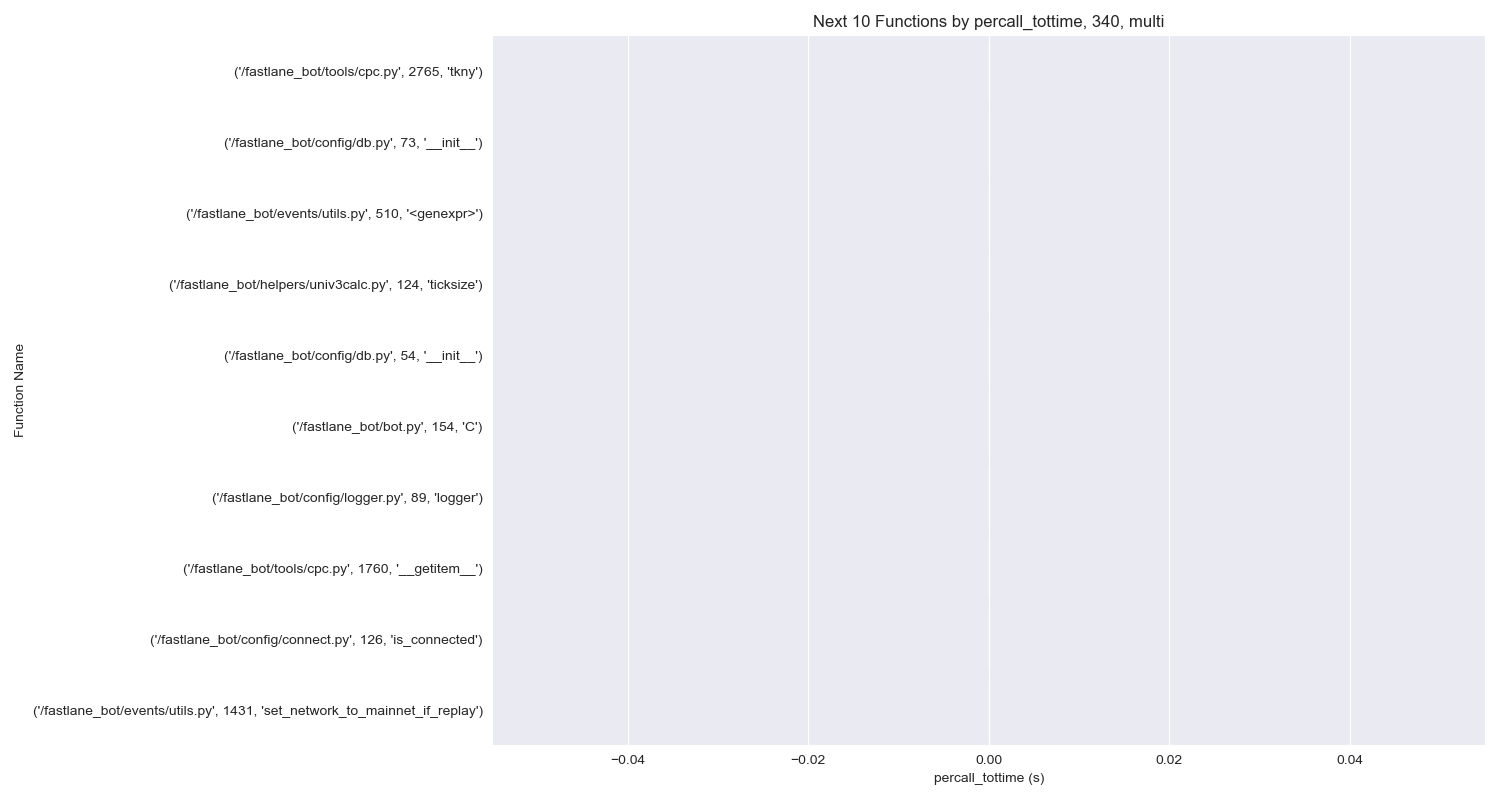 Next 10 Functions by percall_tottime, 340, multi
('/fastlane_bot/tools/cpc.py', 2765, 'tkny')
('/fastlane_bot/config/db.py', 73, '__init__')
('/fastlane_bot/events/utils.py', 510, '<genexpr>')
('/fastlane_bot/helpers/univ3calc.py', 124, 'ticksize')
('/fastlane_bot/config/db.py', 54, '__init__')
('/fastlane_bot/bot.py', 154, 'C')
('/fastlane_bot/config/logger.py', 89, 'logger')
('/fastlane_bot/tools/cpc.py', 1760, '__getitem__')
('/fastlane_bot/config/connect.py', 126, 'is_connected')
('/fastlane_bot/events/utils.py', 1431, 'set_network_to_mainnet_if_replay')
Function Name
−0.04 −0.02 0.00 0.02 0.04
percall_tottime (s)